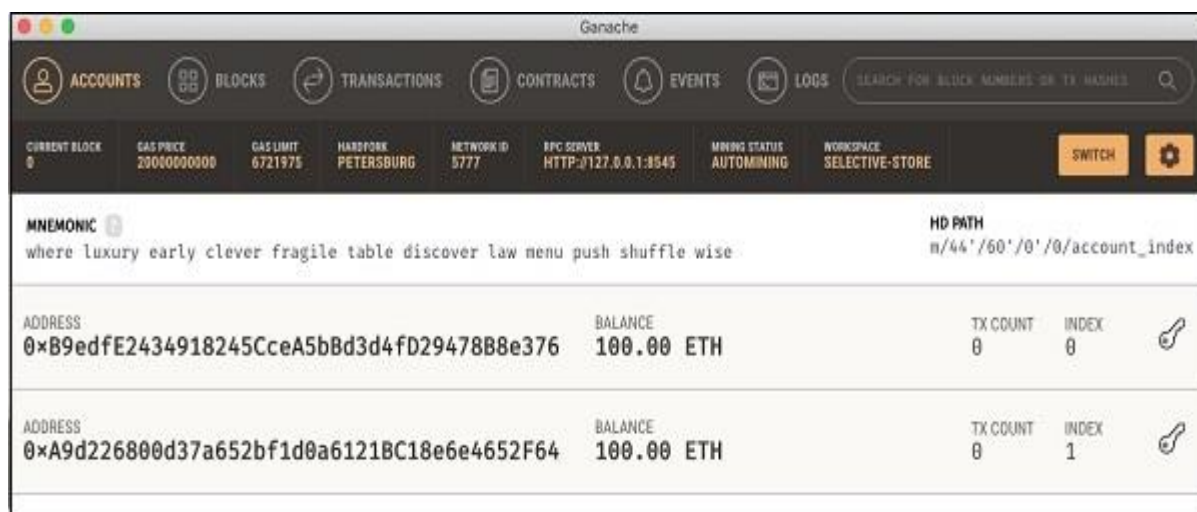 Ganache
ACCOUNTS BLOCKS TRANSACTIONS CONTRACTS EVENTS LOGS SEARCH FOR BLOCK NUMBERS OR TX HASHES
CURRENT BLOCK GAS PRICE GAS LIMIT HARDFORK NETWORK ID RPC SERVER MINING STATUS WORKSPACE
0 20000000000 6721975 PETERSBURG 5777 HTTP://127.0.0.1:8545 AUTOMINING SELECTIVE-STORE SWITCH
MNEMONIC HD PATH
where luxury early clever fragile table discover law menu push shuffle wise m/44'/60'/0'/0/account_index
ADDRESS BALANCE TX COUNT INDEX
0×B9edfE2434918245CceA5bBd3d4fD29478B8e376 100.00 ETH 0 0
ADDRESS BALANCE TX COUNT INDEX
0×A9d226800d37a652bf1d0a6121BC18e6e4652F64 100.00 ETH 0 1